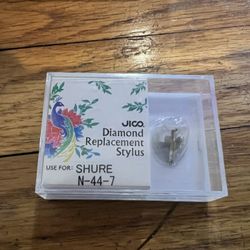 JICO
Diamond
Replacement
Stylus
USE FOR: SHURE
N-44-7